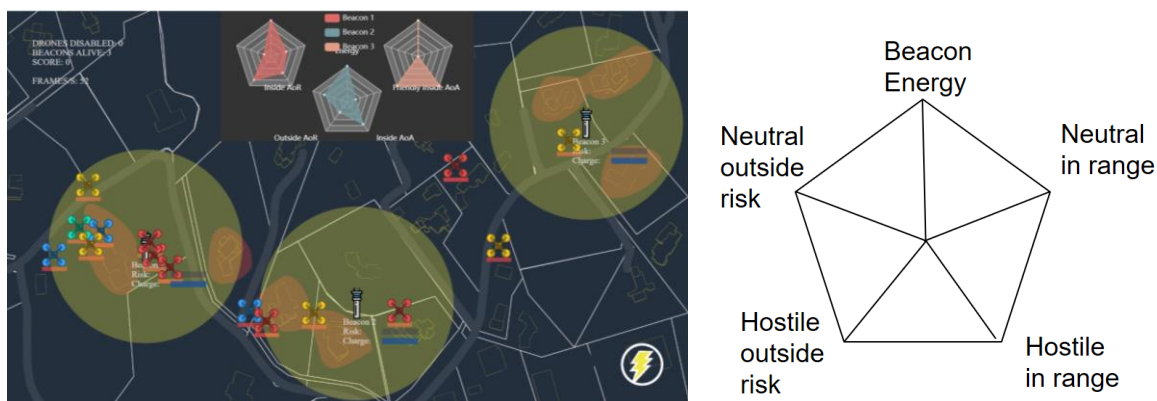 DRONES DISABLED: 0
BEACONS ALIVE: 3
SCORE: 0
FRAMES/S: 52
Beacon 1
Beacon 2
Beacon 3
Energy
Inside AoR
Friendly Inside AoA
Outside AoR
Inside AoA
Beacon 3
Risk:
Charge:
Risk:
Charge:
Beacon 2
Risk:
Charge:
Beacon
Energy
Neutral
outside
risk
Neutral
in range
Hostile
outside
risk
Hostile
in range